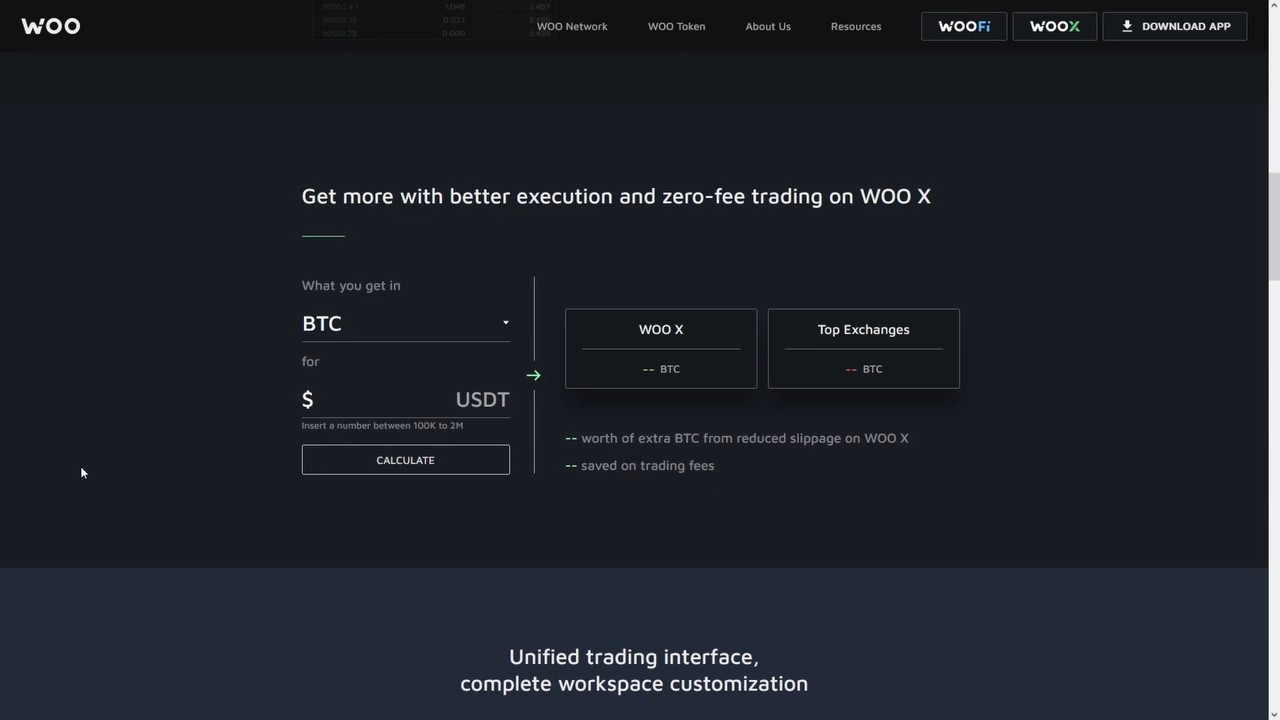 WOO
WOO Network
WOO Token
About Us
Resources
WOOFi
WOOX
DOWNLOAD APP
Get more with better execution and zero-fee trading on WOO X
What you get in
BTC
for
$ USDT
Insert a number between 100K to 2M
CALCULATE
WOO X
-- BTC
Top Exchanges
-- BTC
-- worth of extra BTC from reduced slippage on WOO X
-- saved on trading fees
Unified trading interface,
complete workspace customization